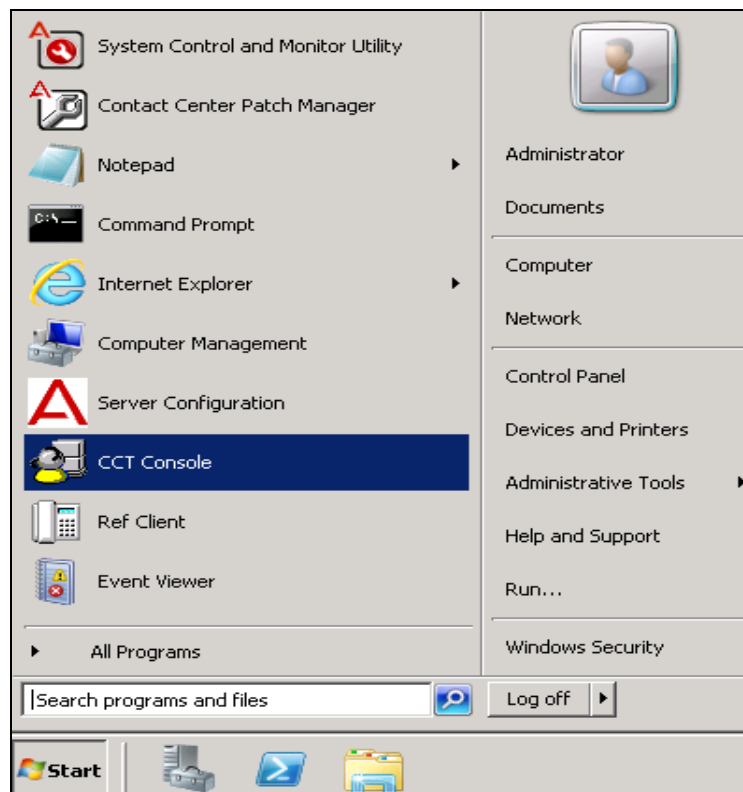 System Control and Monitor Utility
Contact Center Patch Manager
Notepad
Command Prompt
Internet Explorer
Computer Management
Server Configuration
CCT Console
Ref Client
Event Viewer
All Programs
Search programs and files
Administrator
Documents
Computer
Network
Control Panel
Devices and Printers
Administrative Tools
Help and Support
Run...
Windows Security
Log off
Start